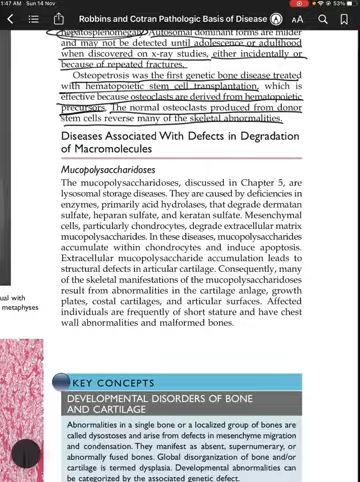 1:47 AM Sun 14 Nov
53%
Robbins and Cotran Pathologic Basis of Disease
AA
hepatosplenomegaly. Autosomal dominant forms are milder
and may not be detected until adolescence or adulthood
when discovered on x-ray studies, either incidentally or
because of repeated fractures.
Osteopetrosis was the first genetic bone disease treated
with hematopoietic stem cell transplantation, which is
effective because osteoclasts are derived from hematopoietic
precursors. The normal osteoclasts produced from donor
stem cells reverse many of the skeletal abnormalities.
Diseases Associated With Defects in Degradation
of Macromolecules
Mucopolysaccharidoses
The mucopolysaccharidoses, discussed in Chapter 5, are
lysosomal storage diseases. They are caused by deficiencies in
enzymes, primarily acid hydrolases, that degrade dermatan
sulfate, heparan sulfate, and keratan sulfate. Mesenchymal
cells, particularly chondrocytes, degrade extracellular matrix
mucopolysaccharides. In these diseases, mucopolysaccharides
accumulate within chondrocytes and induce apoptosis.
Extracellular mucopolysaccharide accumulation leads to
structural defects in articular cartilage. Consequently, many
of the skeletal manifestations of the mucopolysaccharidoses
result from abnormalities in the cartilage anlage, growth
plates, costal cartilages, and articular surfaces. Affected
individuals are frequently of short stature and have chest
wall abnormalities and malformed bones.
ual with
metaphyses
KEY CONCEPTS
DEVELOPMENTAL DISORDERS OF BONE
AND CARTILAGE
Abnormalities in a single bone or a localized group of bones are
called dysostoses and arise from defects in mesenchyme migration
and condensation. They manifest as absent, supernumerary, or
abnormally fused bones. Global disorganization of bone and/or
cartilage is termed dysplasia. Developmental abnormalities can
be categorized by the associated genetic defect.